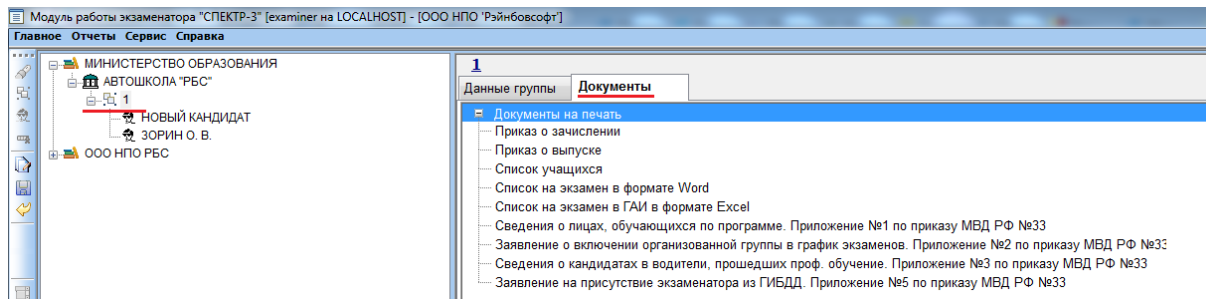 Модуль работы экзаменатора "СПЕКТР-3" [examiner на LOCALHOST] - [ООО НПО 'Рэйнбовсофт']
Главное Отчеты Сервис Справка
МИНИСТЕРСТВО ОБРАЗОВАНИЯ
АВТОШКОЛА "РБС"
1
НОВЫЙ КАНДИДАТ
ЗОРИН О. В.
ООО НПО РБС
1
Данные группы Документы
Документы на печать
Приказ о зачислении
Приказ о выпуске
Список учащихся
Список на экзамен в формате Word
Список на экзамен в ГАИ в формате Excel
Сведения о лицах, обучающихся по программе. Приложение №1 по приказу МВД РФ №33
Заявление о включении организованной группы в график экзаменов. Приложение №2 по приказу МВД РФ №33
Сведения о кандидатах в водители, прошедших проф. обучение. Приложение №3 по приказу МВД РФ №33
Заявление на присутствие экзаменатора из ГИБДД. Приложение №5 по приказу МВД РФ №33